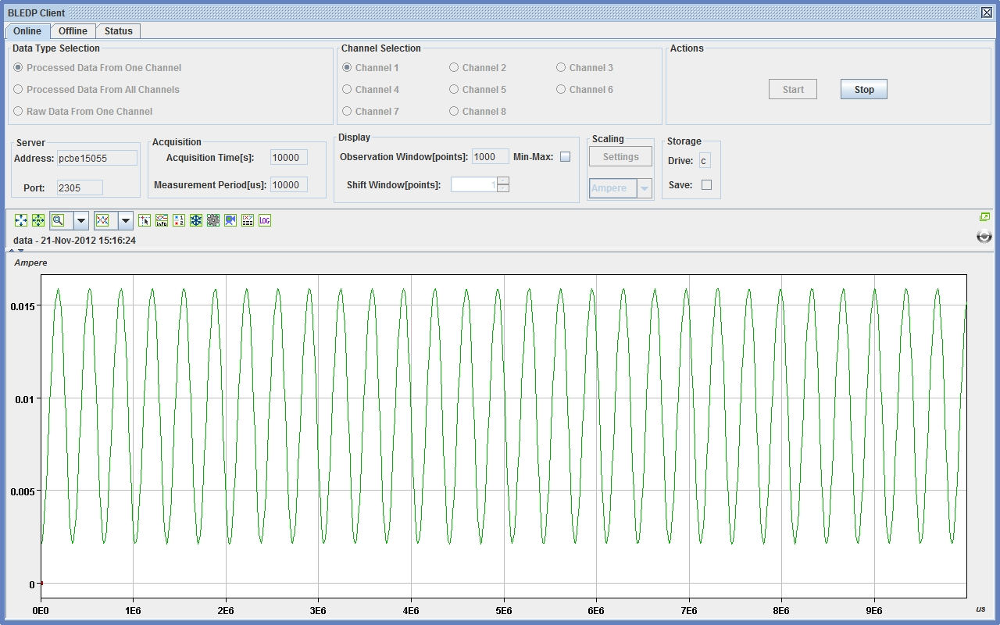 BLEDP Client
Online Offline Status
Data Type Selection Channel Selection Actions
Processed Data From One Channel Channel 1 Channel 2 Channel 3
Processed Data From All Channels Channel 4 Channel 5 Channel 6 Start Stop
Raw Data From One Channel Channel 7 Channel 8
Server Acquisition Display Scaling Storage
Address: pcbe15055 Acquisition Time[s]: 10000 Observation Window[points]: 1000 Min-Max: Settings Drive: c
Port: 2305 Measurement Period[us]: 10000 Shift Window[points]: 1 Ampere Save:
LOG
data - 21-Nov-2012 15:16:24
Ampere
0.015
0.01
0.005
0
0E0 1E6 2E6 3E6 4E6 5E6 6E6 7E6 8E6 9E6 us